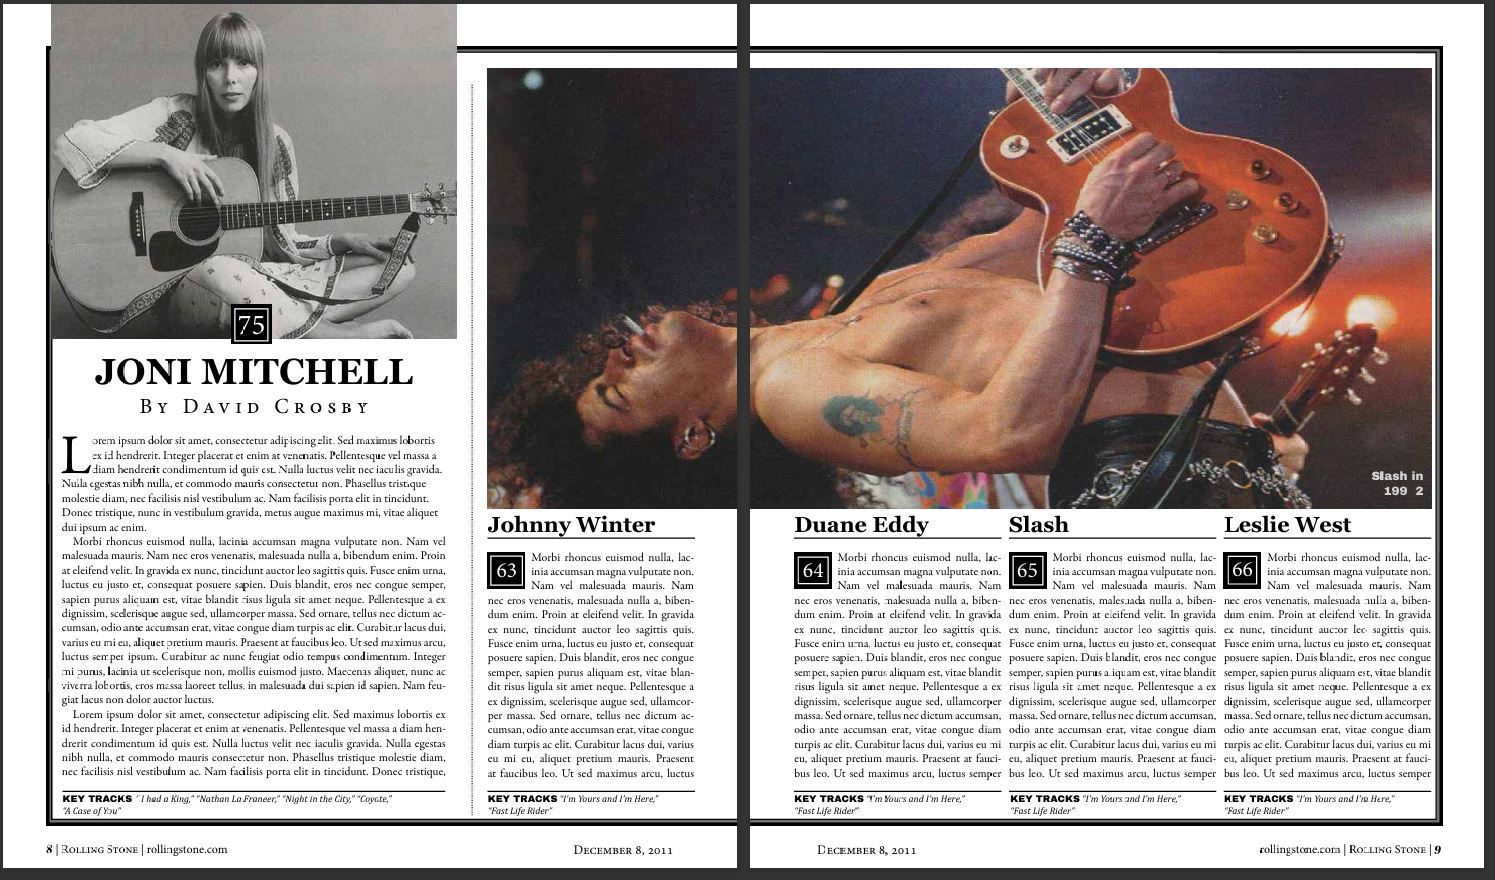 75
JONI MITCHELL
BY DAVID CROSBY
Lorem ipsum dolor sit amet, consectetur adipiscing elit. Sed maximus lobortis
ex id hendrerit. Integer placerat et enim at venenatis. Pellentesque vel massa a
diam hendrerit condimentum id quis est. Nulla luctus velit nec iaculis gravida.
Nulla egestas nibh nulla, et commodo mauris consectetur non. Phasellus tristique
molestie diam, nec facilisis nisl vestibulum ac. Nam facilisis porta elit in tincidunt.
Donec tristique, nunc in vestibulum gravida, metus augue maximus mi, vitae aliquet
dui ipsum ac enim.
Morbi rhoncus euismod nulla, lacinia accumsan magna vulputate non. Nam vel
malesuada mauris. Nam nec eros venenatis, malesuada nulla a, bibendum enim. Proin
at eleifend velit. In gravida ex nunc, tincidunt auctor leo sagittis quis. Fusce enim urna,
luctus eu justo et, consequat posuere sapien. Duis blandit, eros nec congue semper,
sapien purus aliquam est, vitae blandit risus ligula sit amet neque. Pellentesque a ex
dignissim, scelerisque augue sed, ullamcorper massa. Sed ornare, tellus nec dictum ac-
cumsan, odio ante accumsan erat, vitae congue diam turpis ac elit. Curabitur lacus dui,
varius eu mi eu, aliquet pretium mauris. Praesent at faucibus leo. Ut sed maximus arcu,
luctus semper ipsum. Curabitur ac nunc feugiat odio tempus condimentum. Integer
mi purus, lacinia ut scelerisque non, mollis euismod justo. Maecenas aliquet, nunc ac
viverra lobortis, eros massa laoreet tellus, in malesuada dui sapien id sapien. Nam feu-
giat lacus non dolor auctor luctus.
Lorem ipsum dolor sit amet, consectetur adipiscing elit. Sed maximus lobortis ex
id hendrerit. Integer placerat et enim at venenatis. Pellentesque vel massa a diam hen-
drerit condimentum id quis est. Nulla luctus velit nec iaculis gravida. Nulla egestas
nibh nulla, et commodo mauris consectetur non. Phasellus tristique molestie diam,
nec facilisis nisl vestibulum ac. Nam facilisis porta elit in tincidunt. Donec tristique,
KEY TRACKS "I had a King," "Nathan La Franeer," "Night in the City," "Coyote,"
"A Case of You"
8 | ROLLING STONE | rollingstone.com
Slash in
199 2
Johnny Winter
63
Morbi rhoncus euismod nulla, lac-
inia accumsan magna vulputate non.
Nam vel malesuada mauris. Nam
nec eros venenatis, malesuada nulla a, biben-
dum enim. Proin at eleifend velit. In gravida
ex nunc, tincidunt auctor leo sagittis quis.
Fusce enim urna, luctus eu justo et, consequat
posuere sapien. Duis blandit, eros nec congue
semper, sapien purus aliquam est, vitae blan-
dit risus ligula sit amet neque. Pellentesque a
ex dignissim, scelerisque augue sed, ullamcor-
per massa. Sed ornare, tellus nec dictum ac-
cumsan, odio ante accumsan erat, vitae congue
diam turpis ac elit. Curabitur lacus dui, varius
eu mi eu, aliquet pretium mauris. Praesent
at faucibus leo. Ut sed maximus arcu, luctus
KEY TRACKS "I'm Yours and I'm Here,"
"Fast Life Rider"
DECEMBER 8, 2011
Duane Eddy
64
Morbi rhoncus euismod nulla, lac-
inia accumsan magna vulputate non.
Nam vel malesuada mauris. Nam
nec eros venenatis, malesuada nulla a, biben-
dum enim. Proin at eleifend velit. In gravida
ex nunc, tincidunt auctor leo sagittis quis.
Fusce enim urna, luctus eu justo et, consequat
posuere sapien. Duis blandit, eros nec congue
semper, sapien purus aliquam est, vitae blandit
risus ligula sit amet neque. Pellentesque a ex
dignissim, scelerisque augue sed, ullamcorper
massa. Sed ornare, tellus nec dictum accumsan,
odio ante accumsan erat, vitae congue diam
turpis ac elit. Curabitur lacus dui, varius eu mi
eu, aliquet pretium mauris. Praesent at fauci-
bus leo. Ut sed maximus arcu, luctus semper
KEY TRACKS "I'm Yours and I'm Here,"
"Fast Life Rider"
Slash
65
Morbi rhoncus euismod nulla, lac-
inia accumsan magna vulputate non.
Nam vel malesuada mauris. Nam
nec eros venenatis, malesuada nulla a, biben-
dum enim. Proin at eleifend velit. In gravida
ex nunc, tincidunt auctor leo sagittis quis.
Fusce enim urna, luctus eu justo et, consequat
posuere sapien. Duis blandit, eros nec congue
semper, sapien purus aliquam est, vitae blandit
risus ligula sit amet neque. Pellentesque a ex
dignissim, scelerisque augue sed, ullamcorper
massa. Sed ornare, tellus nec dictum accumsan,
odio ante accumsan erat, vitae congue diam
turpis ac elit. Curabitur lacus dui, varius eu mi
eu, aliquet pretium mauris. Praesent at fauci-
bus leo. Ut sed maximus arcu, luctus semper
KEY TRACKS "I'm Yours and I'm Here,"
"Fast Life Rider"
Leslie West
66
Morbi rhoncus euismod nulla, lac-
inia accumsan magna vulputate non.
Nam vel malesuada mauris. Nam
nec eros venenatis, malesuada nulla a, biben-
dum enim. Proin at eleifend velit. In gravida
ex nunc, tincidunt auctor leo sagittis quis.
Fusce enim urna, luctus eu justo et, consequat
posuere sapien. Duis blandit, eros nec congue
semper, sapien purus aliquam est, vitae blandit
risus ligula sit amet neque. Pellentesque a ex
dignissim, scelerisque augue sed, ullamcorper
massa. Sed ornare, tellus nec dictum accumsan,
odio ante accumsan erat, vitae congue diam
turpis ac elit. Curabitur lacus dui, varius eu mi
eu, aliquet pretium mauris. Praesent at fauci-
bus leo. Ut sed maximus arcu, luctus semper
KEY TRACKS "I'm Yours and I'm Here,"
"Fast Life Rider"
DECEMBER 8, 2011
rollingstone.com | ROLLING STONE | 9